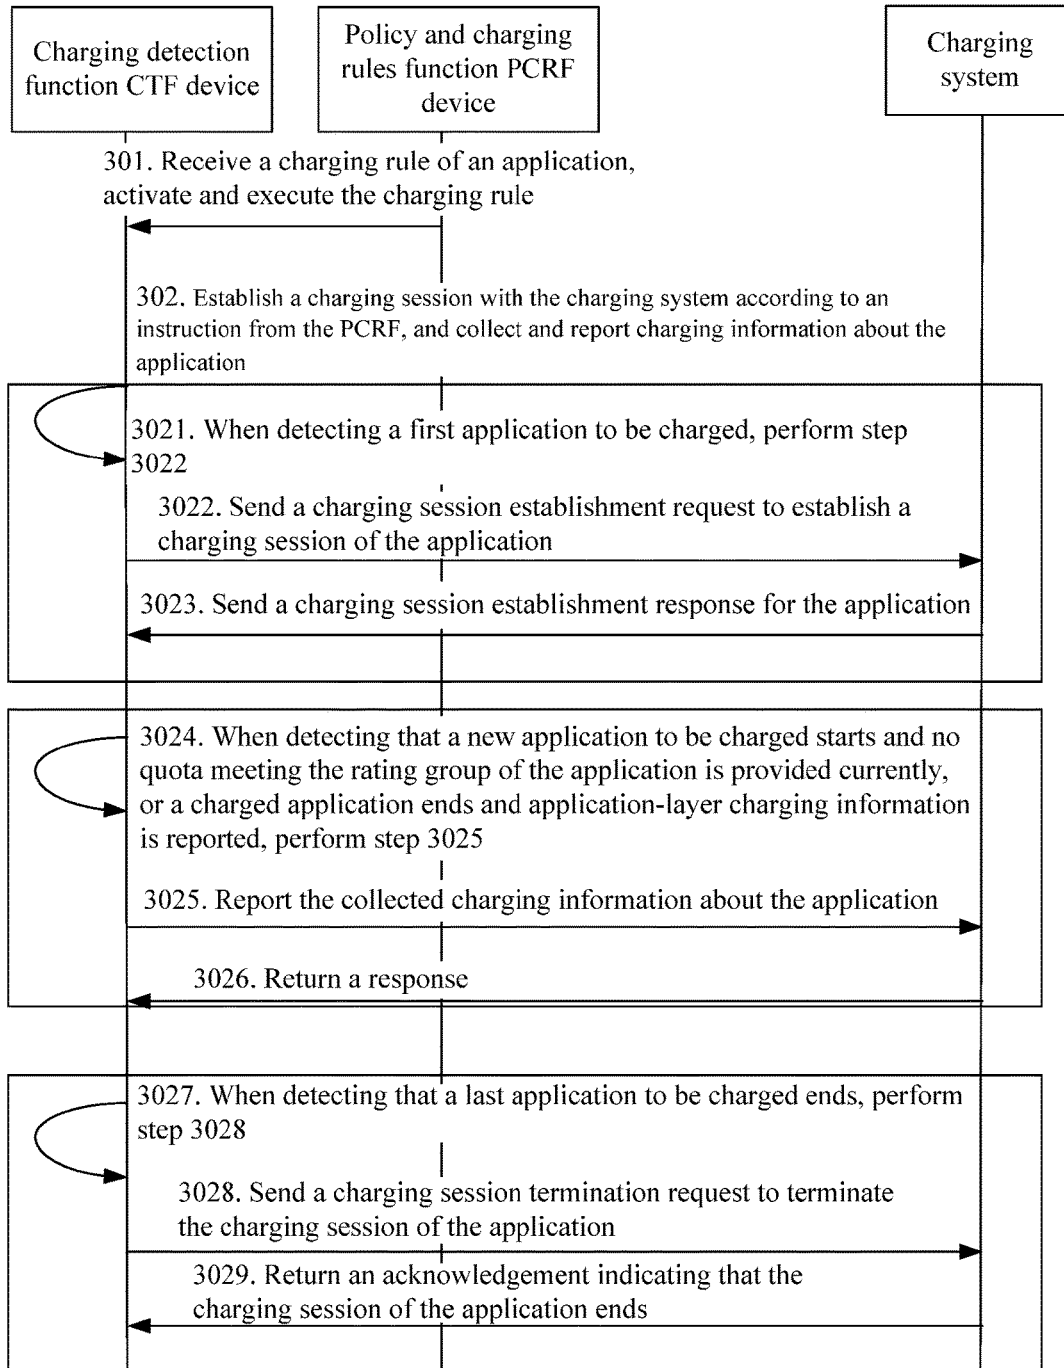 Charging detection
function CTF device
Policy and charging
rules function PCRF
device
Charging
system
301. Receive a charging rule of an application,
activate and execute the charging rule
302. Establish a charging session with the charging system according to an
instruction from the PCRF, and collect and report charging information about the
application
3021. When detecting a first application to be charged, perform step
3022
3022. Send a charging session establishment request to establish a
charging session of the application
3023. Send a charging session establishment response for the application
3024. When detecting that a new application to be charged starts and no
quota meeting the rating group of the application is provided currently,
or a charged application ends and application-layer charging information
is reported, perform step 3025
3025. Report the collected charging information about the application
3026. Return a response
3027. When detecting that a last application to be charged ends, perform
step 3028
3028. Send a charging session termination request to terminate
the charging session of the application
3029. Return an acknowledgement indicating that the
charging session of the application ends